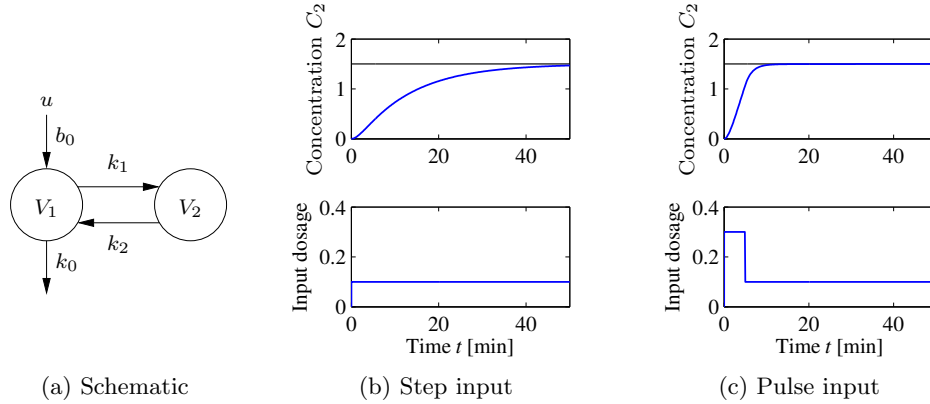 u
b0
k1
V1
V2
k2
k0
(a) Schematic
Concentration C2
2
1
0
0
20
40
Input dosage
0.4
0.2
0
0
20
40
Time t [min]
(b) Step input
Concentration C2
2
1
0
0
20
40
Input dosage
0.4
0.2
0
0
20
40
Time t [min]
(c) Pulse input